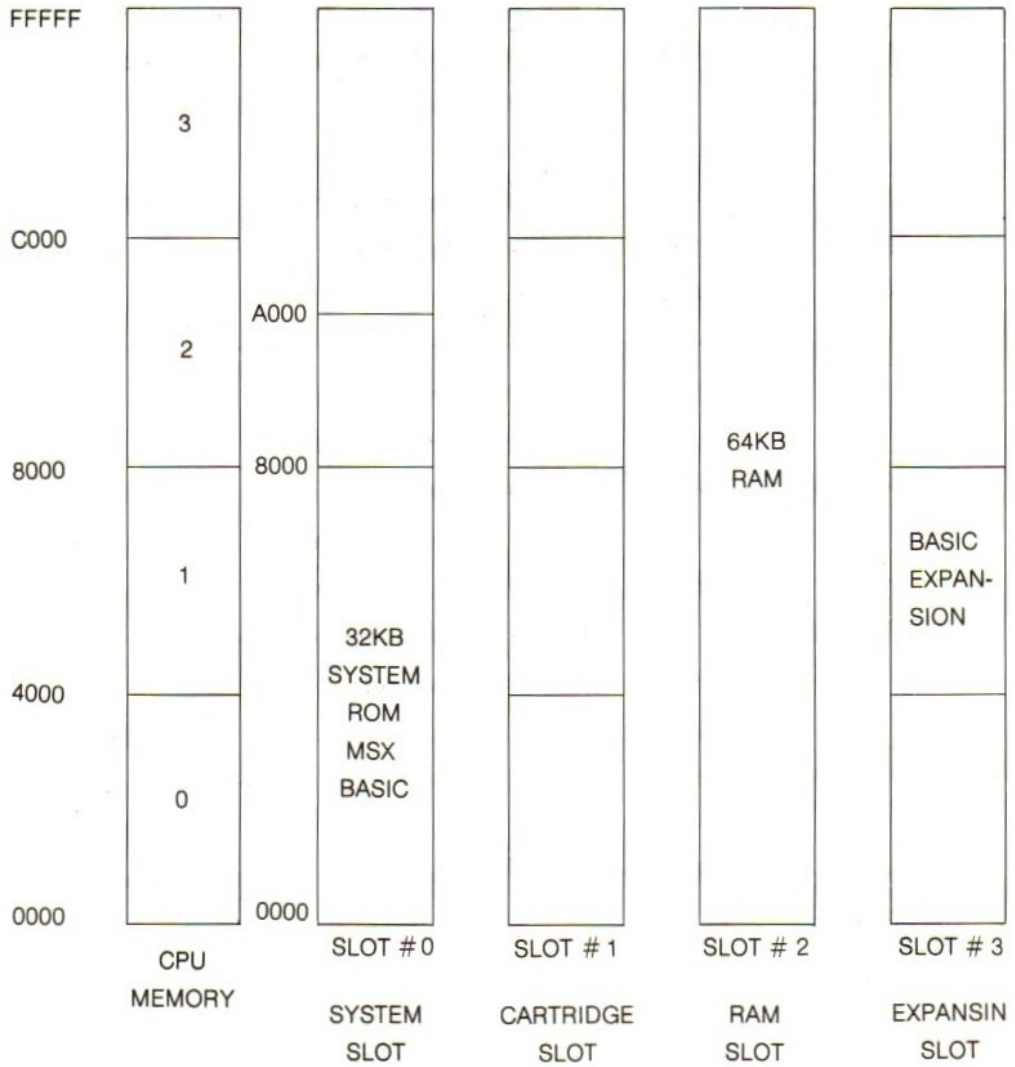 FFFFF
3
C000
A000
2
64KB
RAM
8000
8000
BASIC
EXPAN-
SION
1
32KB
SYSTEM
ROM
MSX
BASIC
4000
0
0000
0000
CPU
MEMORY
SLOT #0
SYSTEM
SLOT
SLOT #1
CARTRIDGE
SLOT
SLOT # 2
RAM
SLOT
SLOT # 3
EXPANSIN
SLOT